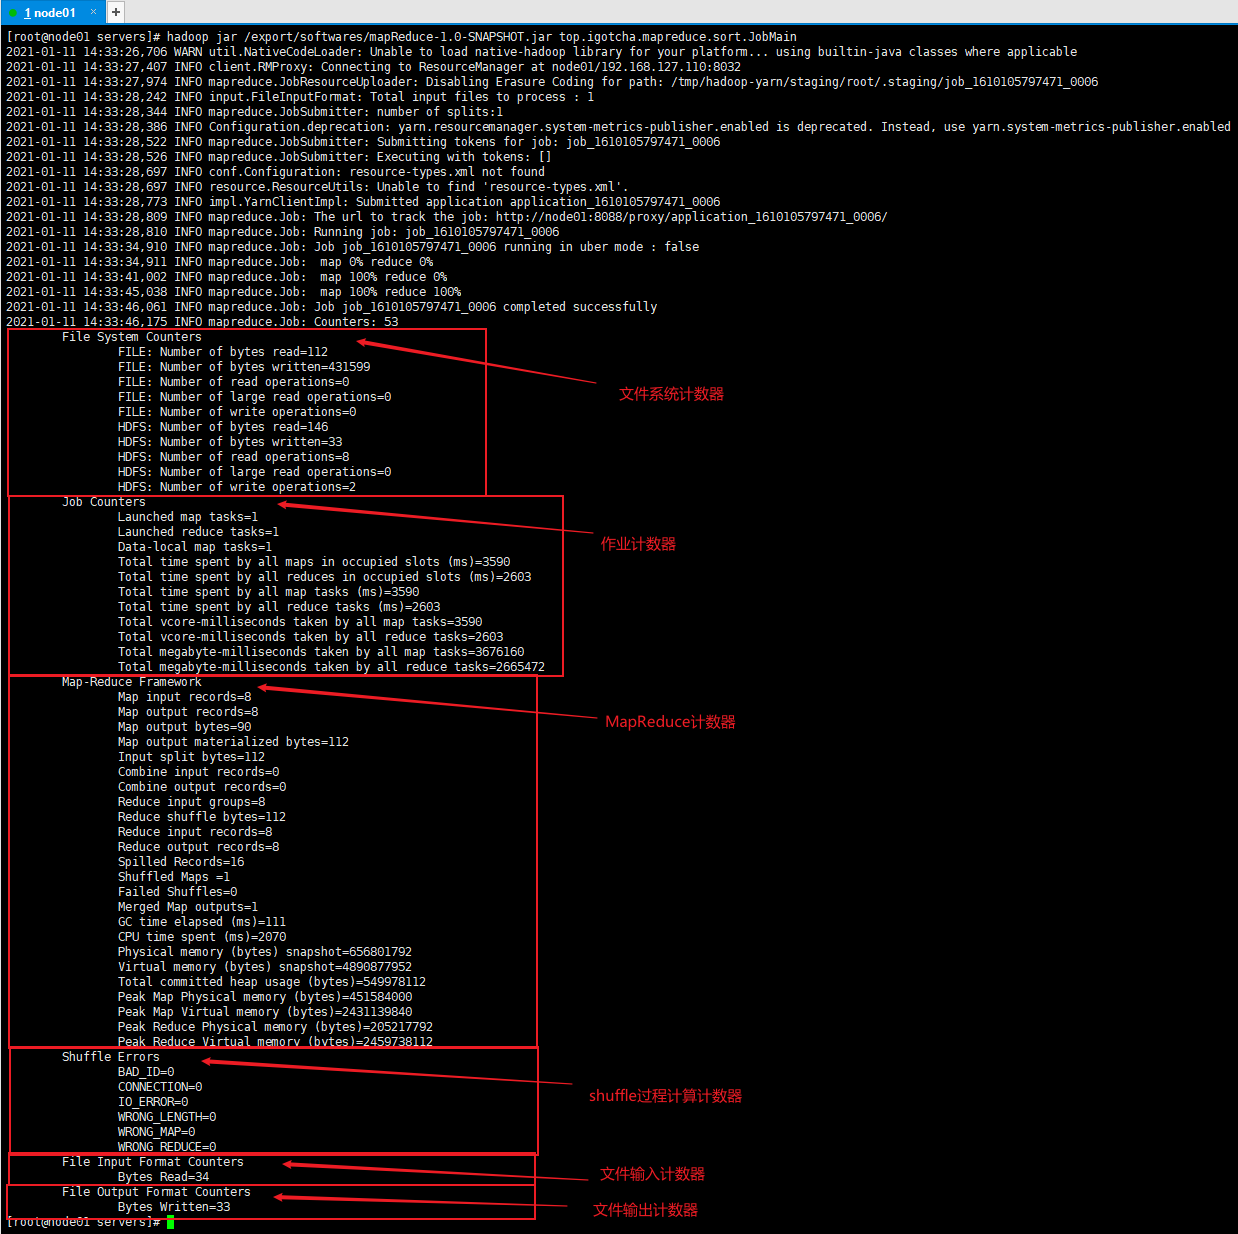 1 node01 × +
[root@node01 servers]# hadoop jar /export/softwares/mapReduce-1.0-SNAPSHOT.jar top.igotcha.mapreduce.sort.JobMain
2021-01-11 14:33:26,706 WARN util.NativeCodeLoader: Unable to load native-hadoop library for your platform... using builtin-java classes where applicable
2021-01-11 14:33:27,407 INFO client.RMProxy: Connecting to ResourceManager at node01/192.168.127.110:8032
2021-01-11 14:33:27,974 INFO mapreduce.JobResourceUploader: Disabling Erasure Coding for path: /tmp/hadoop-yarn/staging/root/.staging/job_1610105797471_0006
2021-01-11 14:33:28,242 INFO input.FileInputFormat: Total input files to process : 1
2021-01-11 14:33:28,344 INFO mapreduce.JobSubmitter: number of splits:1
2021-01-11 14:33:28,386 INFO Configuration.deprecation: yarn.resourcemanager.system-metrics-publisher.enabled is deprecated. Instead, use yarn.system-metrics-publisher.enabled
2021-01-11 14:33:28,522 INFO mapreduce.JobSubmitter: Submitting tokens for job: job_1610105797471_0006
2021-01-11 14:33:28,526 INFO mapreduce.JobSubmitter: Executing with tokens: []
2021-01-11 14:33:28,697 INFO conf.Configuration: resource-types.xml not found
2021-01-11 14:33:28,697 INFO resource.ResourceUtils: Unable to find 'resource-types.xml'.
2021-01-11 14:33:28,773 INFO impl.YarnClientImpl: Submitted application application_1610105797471_0006
2021-01-11 14:33:28,809 INFO mapreduce.Job: The url to track the job: http://node01:8088/proxy/application_1610105797471_0006/
2021-01-11 14:33:28,810 INFO mapreduce.Job: Running job: job_1610105797471_0006
2021-01-11 14:33:34,910 INFO mapreduce.Job: Job job_1610105797471_0006 running in uber mode : false
2021-01-11 14:33:34,911 INFO mapreduce.Job:  map 0% reduce 0%
2021-01-11 14:33:41,002 INFO mapreduce.Job:  map 100% reduce 0%
2021-01-11 14:33:45,038 INFO mapreduce.Job:  map 100% reduce 100%
2021-01-11 14:33:46,061 INFO mapreduce.Job: Job job_1610105797471_0006 completed successfully
2021-01-11 14:33:46,175 INFO mapreduce.Job: Counters: 53
File System Counters
FILE: Number of bytes read=112
FILE: Number of bytes written=431599
FILE: Number of read operations=0
文件系统计数器
FILE: Number of large read operations=0
FILE: Number of write operations=0
HDFS: Number of bytes read=146
HDFS: Number of bytes written=33
HDFS: Number of read operations=8
HDFS: Number of large read operations=0
HDFS: Number of write operations=2
Job Counters
Launched map tasks=1
Launched reduce tasks=1
Data-local map tasks=1
作业计数器
Total time spent by all maps in occupied slots (ms)=3590
Total time spent by all reduces in occupied slots (ms)=2603
Total time spent by all map tasks (ms)=3590
Total time spent by all reduce tasks (ms)=2603
Total vcore-milliseconds taken by all map tasks=3590
Total vcore-milliseconds taken by all reduce tasks=2603
Total megabyte-milliseconds taken by all map tasks=3676160
Total megabyte-milliseconds taken by all reduce tasks=2665472
Map-Reduce Framework
Map input records=8
Map output records=8
MapReduce计数器
Map output bytes=90
Map output materialized bytes=112
Input split bytes=112
Combine input records=0
Combine output records=0
Reduce input groups=8
Reduce shuffle bytes=112
Reduce input records=8
Reduce output records=8
Spilled Records=16
Shuffled Maps =1
Failed Shuffles=0
Merged Map outputs=1
GC time elapsed (ms)=111
CPU time spent (ms)=2070
Physical memory (bytes) snapshot=656801792
Virtual memory (bytes) snapshot=4890877952
Total committed heap usage (bytes)=549978112
Peak Map Physical memory (bytes)=451584000
Peak Map Virtual memory (bytes)=2431139840
Peak Reduce Physical memory (bytes)=205217792
Peak Reduce Virtual memory (bytes)=2459738112
Shuffle Errors
BAD_ID=0
CONNECTION=0
shuffle过程计算计数器
IO_ERROR=0
WRONG_LENGTH=0
WRONG_MAP=0
WRONG_REDUCE=0
File Input Format Counters
文件输入计数器
Bytes Read=34
File Output Format Counters
Bytes Written=33
文件输出计数器
[root@node01 servers]#